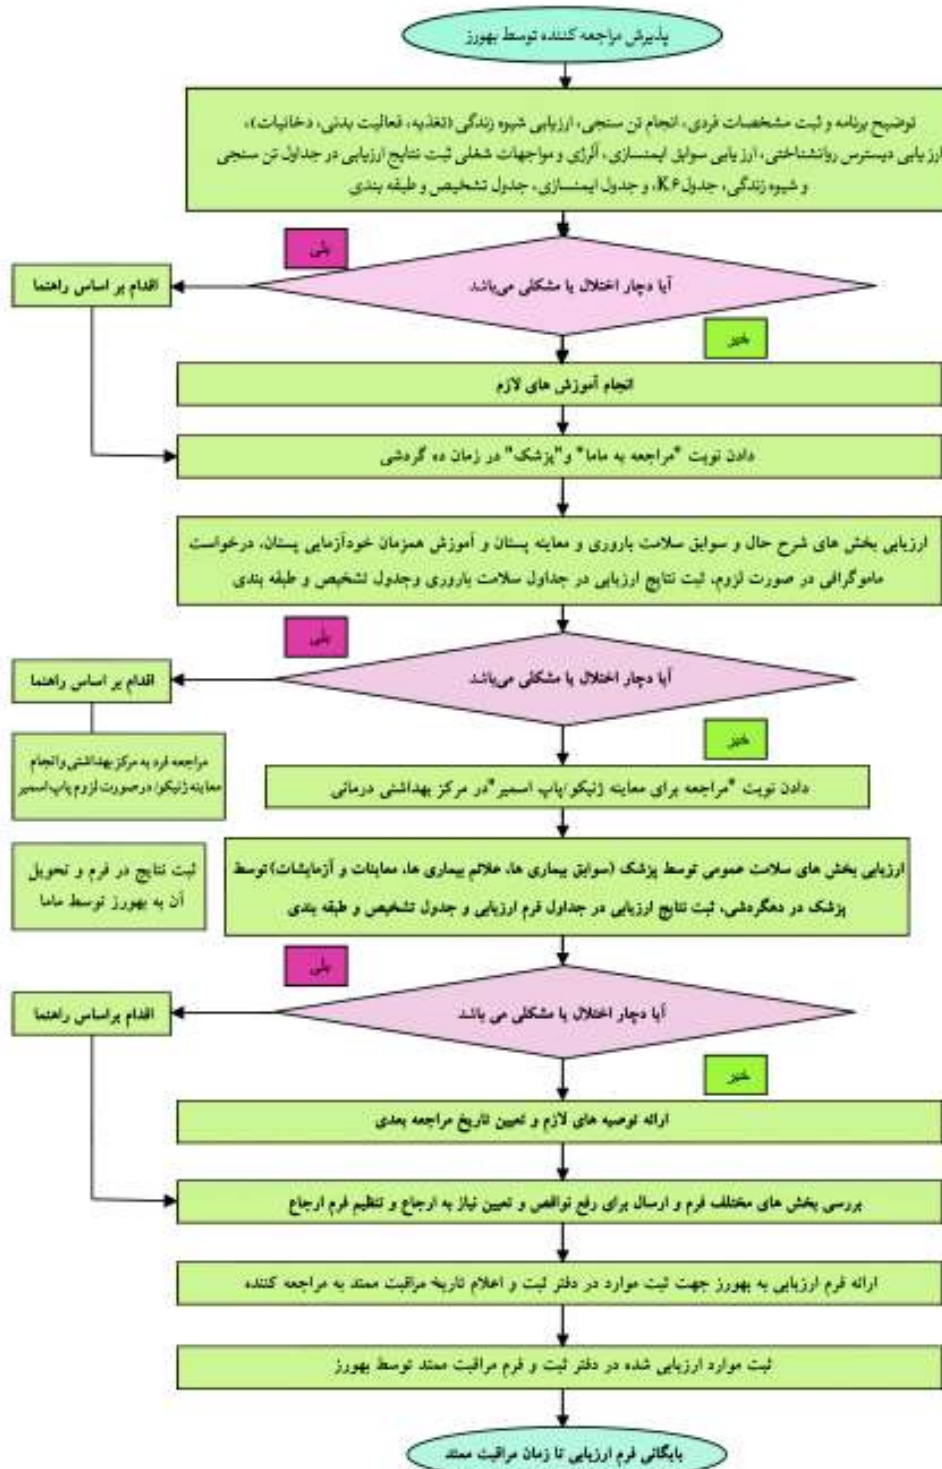 پذیرش مراجعه کننده توسط بهورز
توضیح برنامه و ثبت مشخصات فردی، انجام تن سنجی، ارزیابی شیوه زندگی (تغذیه، فعالیت بدنی، دخانیات)،
ارزیابی دیسترس روانشناختی، ارزیابی سوابق ایمنسازی، آلرژی و مواجهات شغلی ثبت نتایج ارزیابی در جداول تن سنجی
و شیوه زندگی، جدول K۶، و جدول ایمنسازی، جدول تشخیص و طبقه بندی
بلی
آیا دچار اختلال یا مشکلی می‌باشد
اقدام بر اساس راهنما
خیر
انجام آموزش های لازم
دادن نوبت "مراجعه به ماما" و "پزشک" در زمان ده گردشی
ارزیابی بخش های شرح حال و سوابق سلامت باروری و معاینه پستان و آموزش همزمان خودآزمایی پستان، درخواست
ماموگرافی در صورت لزوم، ثبت نتایج ارزیابی در جداول سلامت باروری وجدول تشخیص و طبقه بندی
بلی
آیا دچار اختلال یا مشکلی می‌باشد
اقدام بر اساس راهنما
خیر
مراجعه فرد به مرکز بهداشتی وانجام
معاینه ژنیکو/ درصورت لزوم پاپ اسمیر
دادن نوبت "مراجعه برای معاینه ژنیکو/پاپ اسمیر"در مرکز بهداشتی درمانی
ارزیابی بخش های سلامت عمومی توسط پزشک (سوابق بیماری ها، علائم بیماری ها، معاینات و آزمایشات) توسط
پزشک در دهگردشی، ثبت نتایج ارزیابی در جداول فرم ارزیابی و جدول تشخیص و طبقه بندی
ثبت نتایج در فرم و تحویل
آن به بهورز توسط ماما
بلی
آیا دچار اختلال یا مشکلی می باشد
اقدام براساس راهنما
خیر
ارائه توصیه های لازم و تعیین تاریخ مراجعه بعدی
بررسی بخش های مختلف فرم و ارسال برای رفع نواقص و تعیین نیاز به ارجاع و تنظیم فرم ارجاع
ارائه فرم ارزیابی به بهورز جهت ثبت موارد در دفتر ثبت و اعلام تاریخ مراقبت ممتد به مراجعه کننده
ثبت موارد ارزیابی شده در دفتر ثبت و فرم مراقبت ممتد توسط بهورز
بایگانی فرم ارزیابی تا زمان مراقبت ممتد